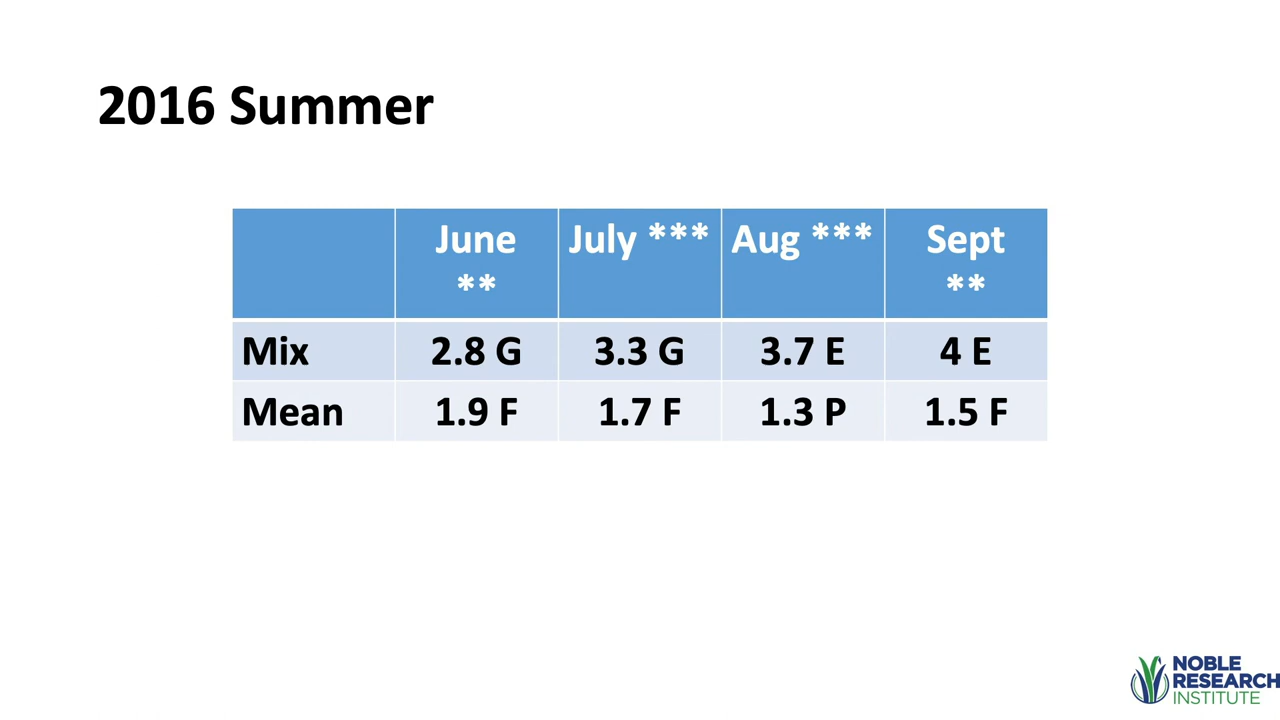 2016 Summer
June July *** Aug *** Sept
** **
Mix 2.8 G 3.3 G 3.7 E 4 E
Mean 1.9 F 1.7 F 1.3 P 1.5 F
NOBLE
RESEARCH
INSTITUTE